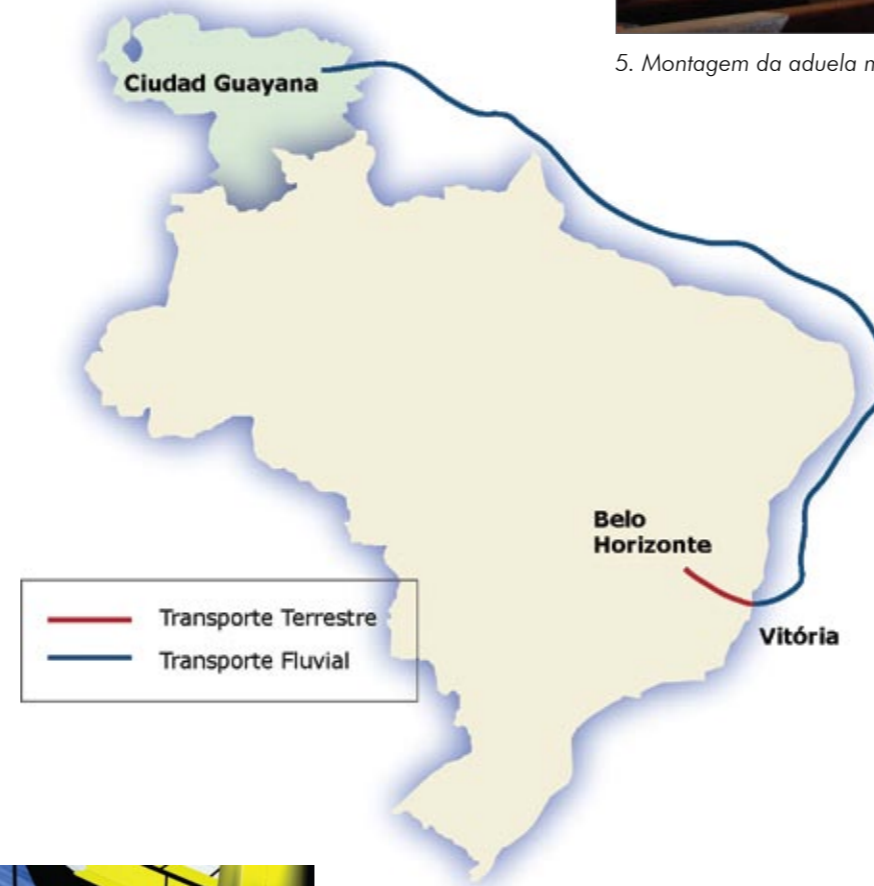 5. Montagem da aduela n
Ciudad Guayana
Belo
Horizonte
Vitória
Transporte Terrestre
Transporte Fluvial